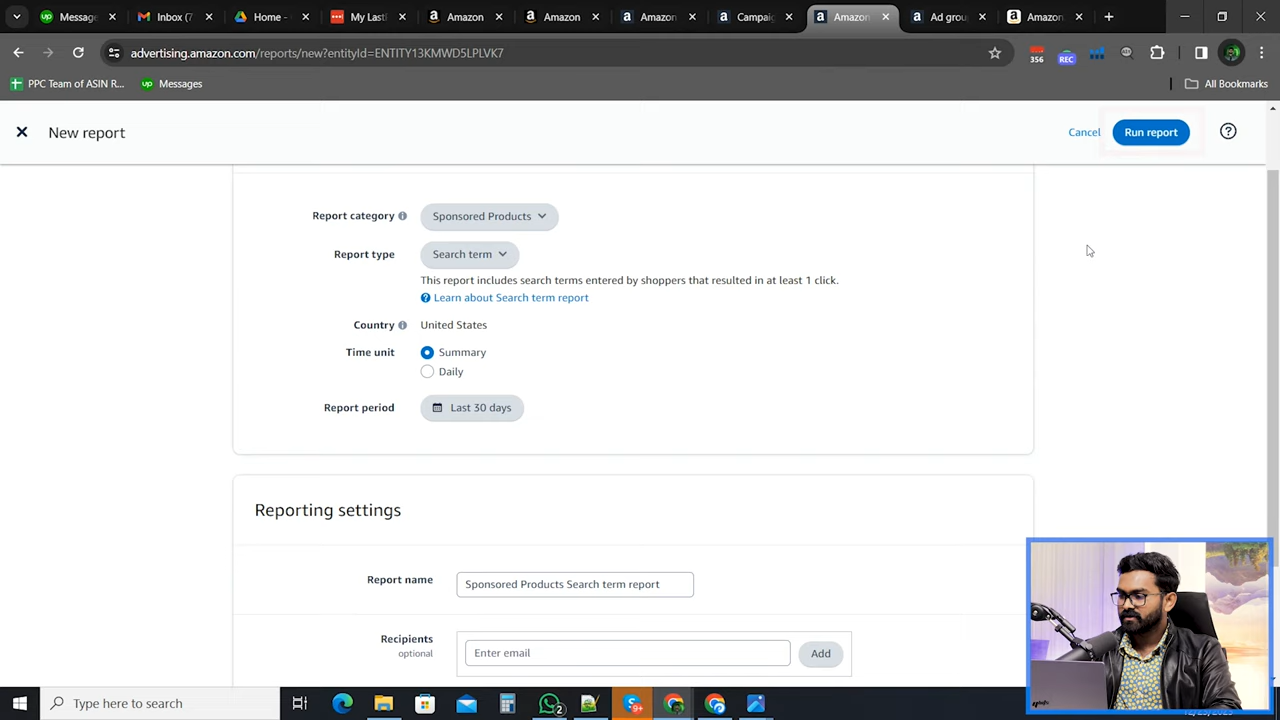 Message
Inbox (7
Home -
My Lastl
Amazon
Amazon
Amazon
Campaig
Amazon
Ad group
Amazon
advertising.amazon.com/reports/new?entityId=ENTITY13KMWD5LPLVK7
356
REC
PPC Team of ASIN R...
Messages
All Bookmarks
New report
Cancel
Run report
Report category
Sponsored Products
Report type
Search term
This report includes search terms entered by shoppers that resulted in at least 1 click.
Learn about Search term report
Country
United States
Time unit
Summary
Daily
Report period
Last 30 days
Reporting settings
Report name
Sponsored Products Search term report
Recipients
optional
Enter email
Add
Type here to search